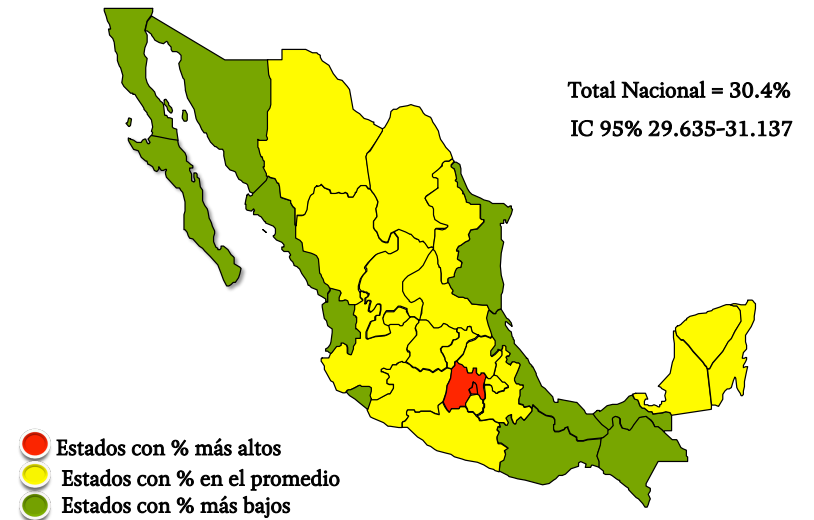 Total Nacional = 30.4%
IC 95% 29.635-31.137
Estados con % más altos
Estados con % en el promedio
Estados con % más bajos